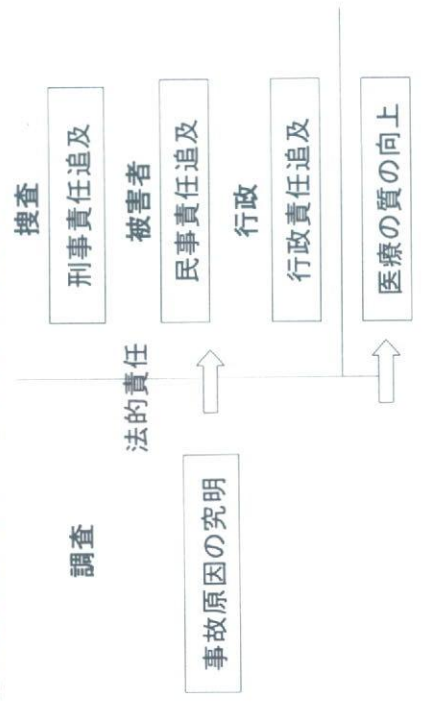 調査
事故原因の究明
法的責任
捜査
刑事責任追及
被害者
民事責任追及
行政
行政責任追及
医療の質の向上